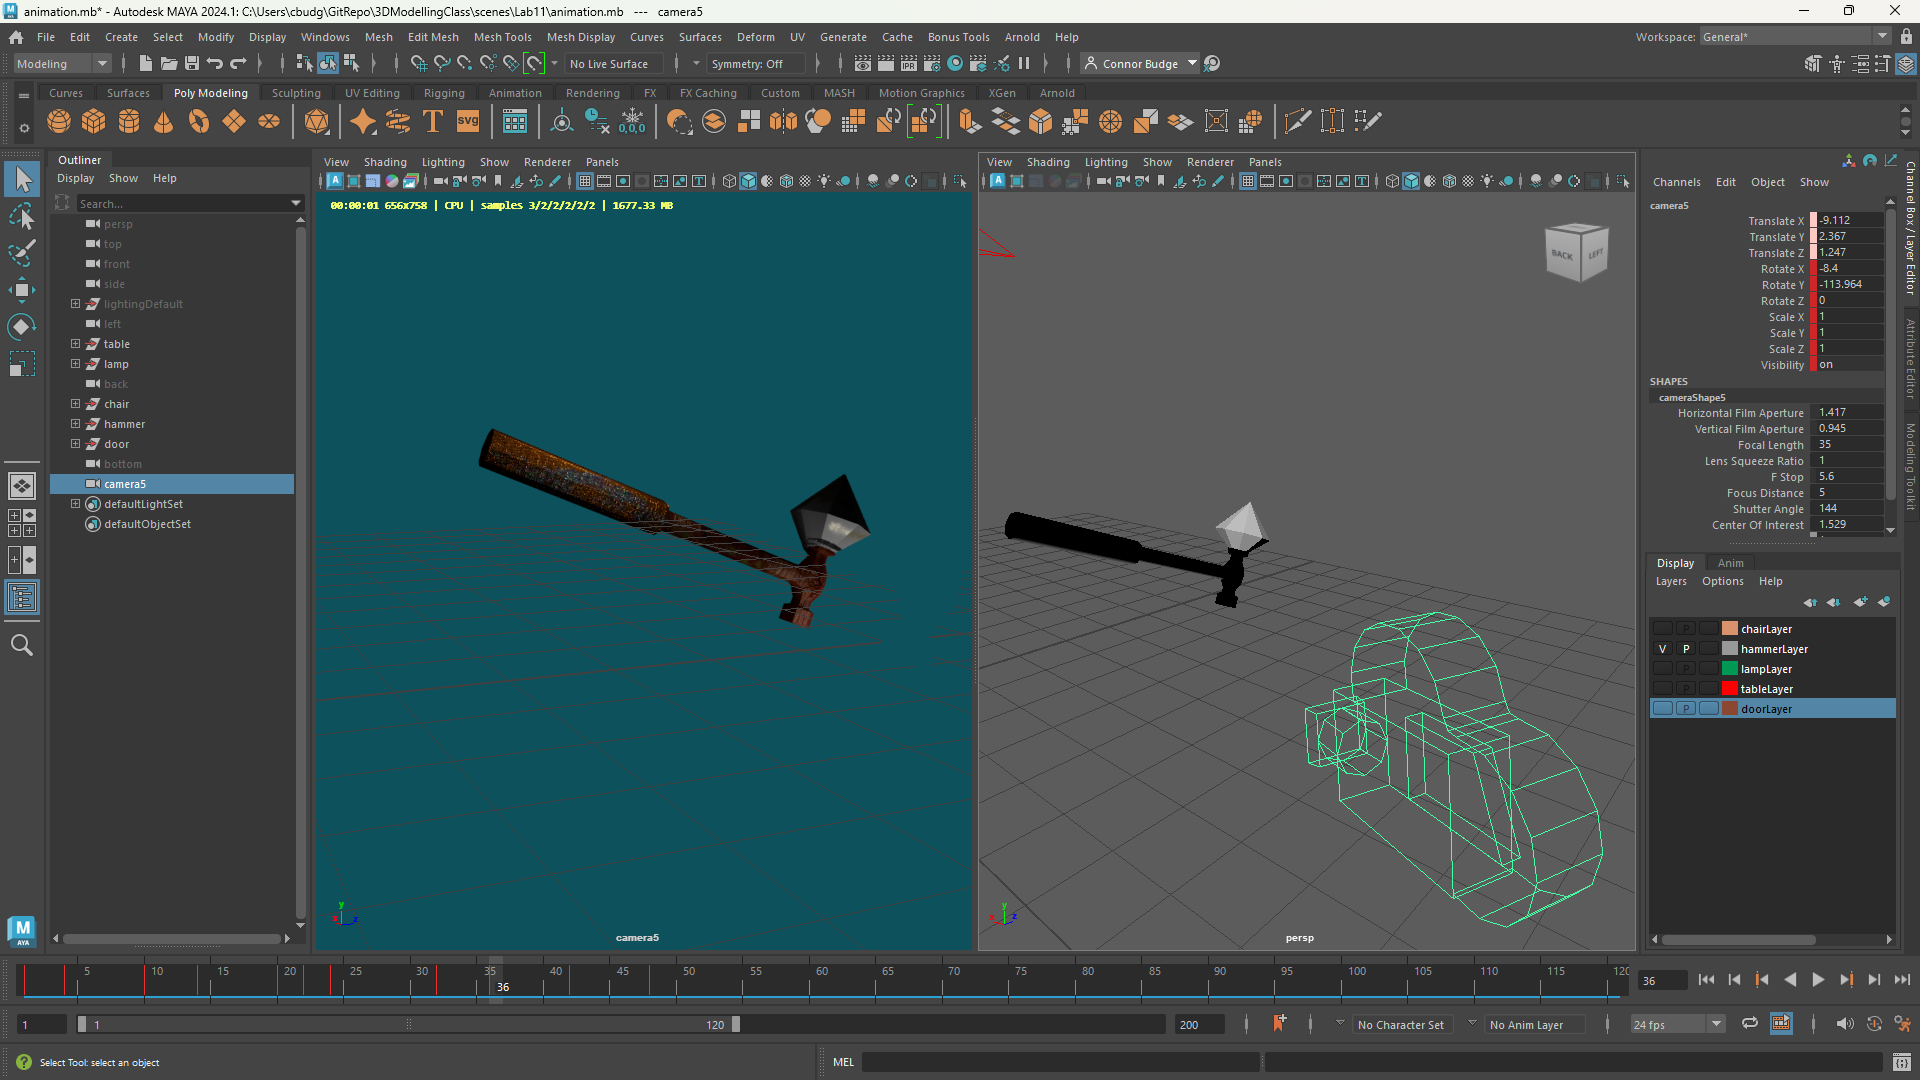 animation.mb* - Autodesk MAYA 2024.1: C:\Users\cbudg\GitRepo\3DModellingClass\scenes\Lab11\animation.mb   ---   camera5
File Edit Create Select Modify Display Windows Mesh Edit Mesh Mesh Tools Mesh Display Curves Surfaces Deform UV Generate Cache Bonus Tools Arnold Help
Workspace: General*
Modeling No Live Surface Symmetry: Off IPR Connor Budge
Curves Surfaces Poly Modeling Sculpting UV Editing Rigging Animation Rendering FX FX Caching Custom MASH Motion Graphics XGen Arnold
T svg 0,0,0
Outliner
Display Show Help
Search...
persp
top
front
side
lightingDefault
left
table
lamp
back
chair
hammer
door
bottom
camera5
defaultLightSet
defaultObjectSet
M
AYA
View Shading Lighting Show Renderer Panels
00:00:01 656x758 | CPU | samples 3/2/2/2/2/2 | 1677.33 MB
y
x z
camera5
View Shading Lighting Show Renderer Panels
BACK LEFT
y
x z
persp
Channels Edit Object Show
camera5
Translate X -9.112
Translate Y 2.367
Translate Z 1.247
Rotate X -8.4
Rotate Y -113.964
Rotate Z 0
Scale X 1
Scale Y 1
Scale Z 1
Visibility on
SHAPES
cameraShape5
Horizontal Film Aperture 1.417
Vertical Film Aperture 0.945
Focal Length 35
Lens Squeeze Ratio 1
F Stop 5.6
Focus Distance 5
Shutter Angle 144
Center Of Interest 1.529
Channel Box / Layer Editor
Attribute Editor
Modeling Toolkit
Display Anim
Layers Options Help
P chairLayer
V P hammerLayer
P lampLayer
P tableLayer
P doorLayer
5 10 15 20 25 30 35 40 45 50 55 60 65 70 75 80 85 90 95 100 105 110 115 120
36
36
1 1 120 200 No Character Set No Anim Layer 24 fps
Select Tool: select an object
MEL